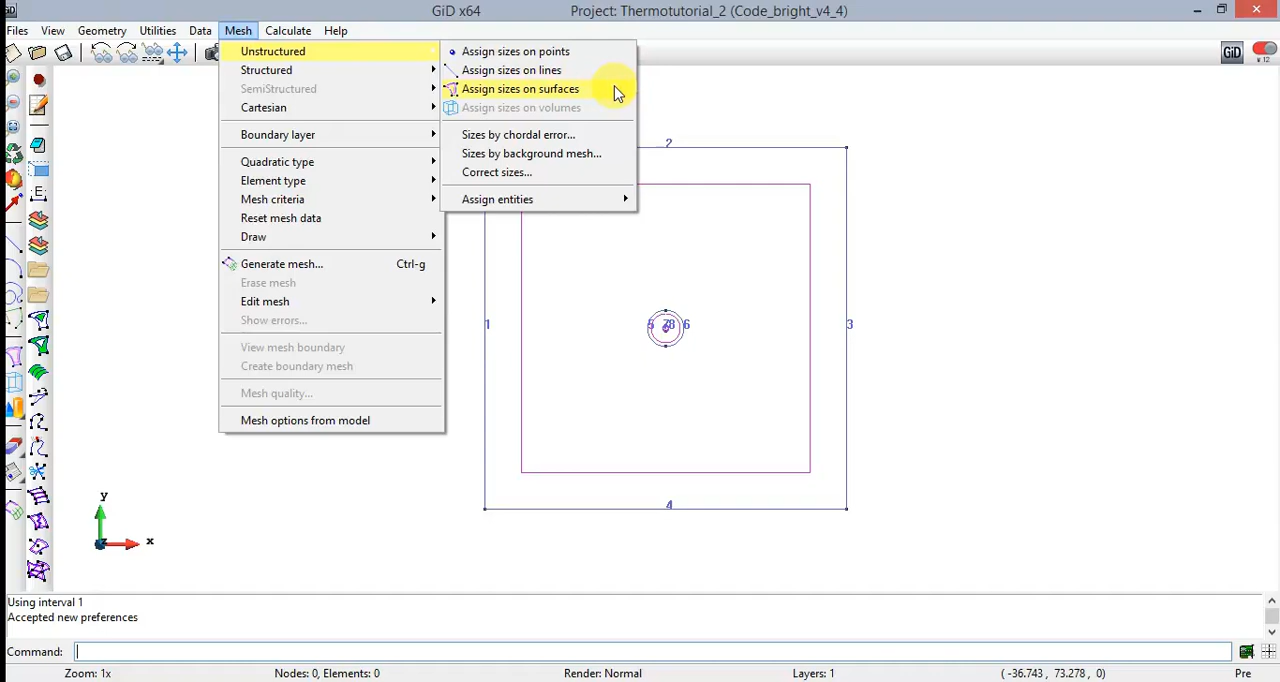 GiD x64 Project: Thermotutorial_2 (Code_bright_v4_4)
Files View Geometry Utilities Data Mesh Calculate Help
GiD
v 12
Unstructured
Structured
SemiStructured
Cartesian
Boundary layer
Quadratic type
Element type
Mesh criteria
Reset mesh data
Draw
Generate mesh... Ctrl-g
Erase mesh
Edit mesh
Show errors...
View mesh boundary
Create boundary mesh
Mesh quality...
Mesh options from model
Assign sizes on points
Assign sizes on lines
Assign sizes on surfaces
Assign sizes on volumes
Sizes by chordal error...
Sizes by background mesh...
Correct sizes...
Assign entities
2
1
5 78 6
3
4
y
z
x
Using interval 1
Accepted new preferences
Command:
Zoom: 1x Nodes: 0, Elements: 0 Render: Normal Layers: 1 (-36.743 , 73.278 , 0) Pre